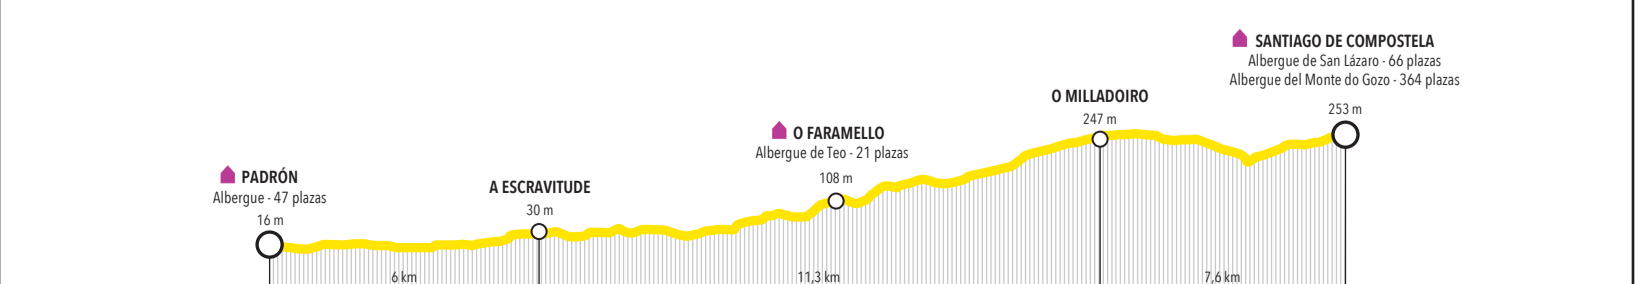 SANTIAGO DE COMPOSTELA
Albergue de San Lázaro - 66 plazas
Albergue del Monte do Gozo - 364 plazas
253 m
O MILLADOIRO
247 m
O FARAMELLO
Albergue de Teo - 21 plazas
108 m
PADRÓN
Albergue - 47 plazas
16 m
A ESCRAVITUDE
30 m
6 km
11,3 km
7,6 km